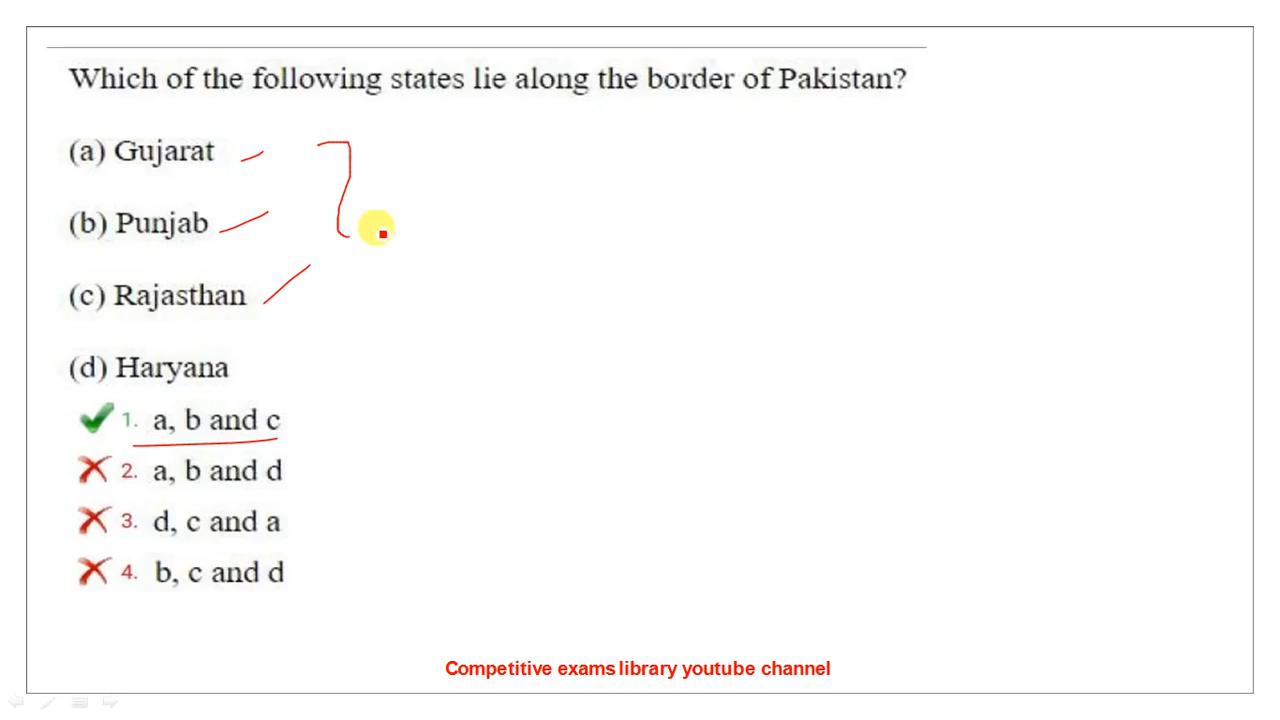 Which of the following states lie along the border of Pakistan?
(a) Gujarat
(b) Punjab
(c) Rajasthan
(d) Haryana
1. a, b and c
2. a, b and d
3. d, c and a
4. b, c and d
Competitive exams library youtube channel